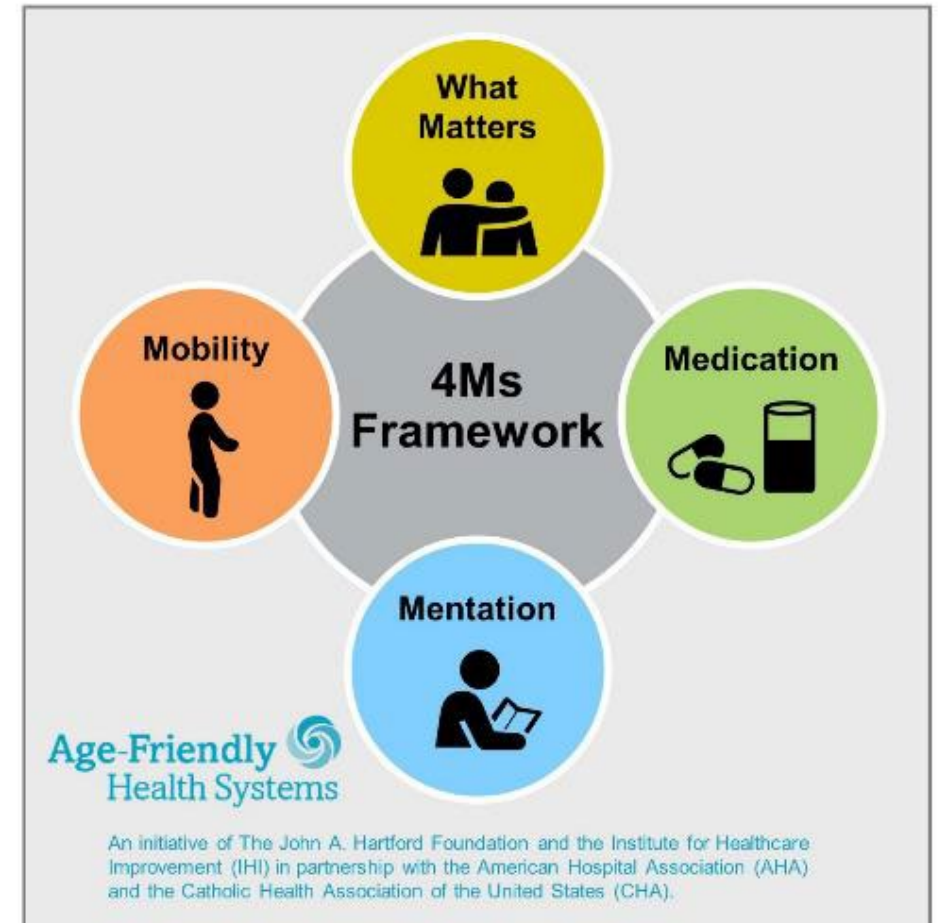 What
Matters
Mobility
4Ms
Framework
Medication
Mentation
Age-Friendly
Health Systems
An initiative of The John A. Hartford Foundation and the Institute for Healthcare
Improvement (IHI) in partnership with the American Hospital Association (AHA)
and the Catholic Health Association of the United States (CHA).